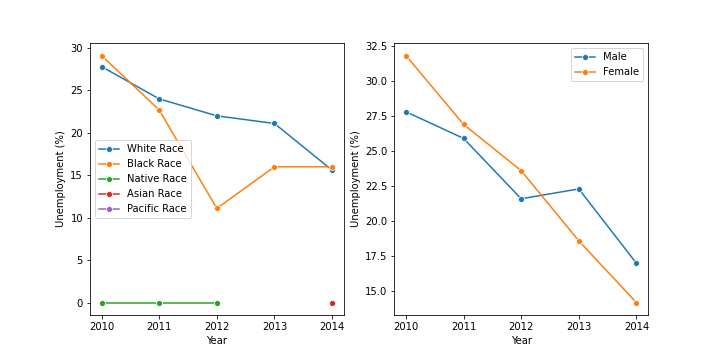 30
25
20
15
10
5
0
Unemployment (%)
White Race
Black Race
Native Race
Asian Race
Pacific Race
2010 2011 2012 2013 2014
Year
32.5
30.0
27.5
25.0
22.5
20.0
17.5
15.0
Unemployment (%)
Male
Female
2010 2011 2012 2013 2014
Year